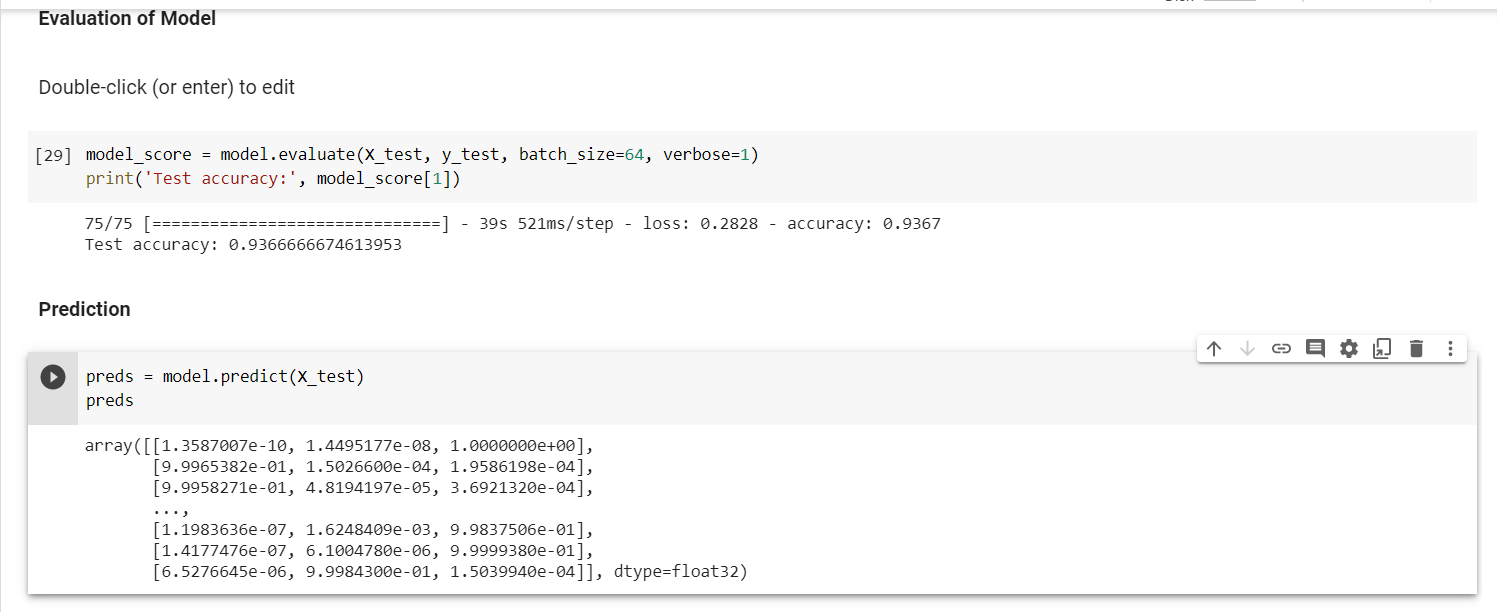 Evaluation of Model
Double-click (or enter) to edit
[29] model_score = model.evaluate(X_test, y_test, batch_size=64, verbose=1)
print('Test accuracy:', model_score[1])
75/75 [==============================] - 39s 521ms/step - loss: 0.2828 - accuracy: 0.9367
Test accuracy: 0.9366666674613953
Prediction
preds = model.predict(X_test)
preds
array([[1.3587007e-10, 1.4495177e-08, 1.0000000e+00],
[9.9965382e-01, 1.5026600e-04, 1.9586198e-04],
[9.9958271e-01, 4.8194197e-05, 3.6921320e-04],
...,
[1.1983636e-07, 1.6248409e-03, 9.9837506e-01],
[1.4177476e-07, 6.1004780e-06, 9.9999380e-01],
[6.5276645e-06, 9.9984300e-01, 1.5039940e-04]], dtype=float32)